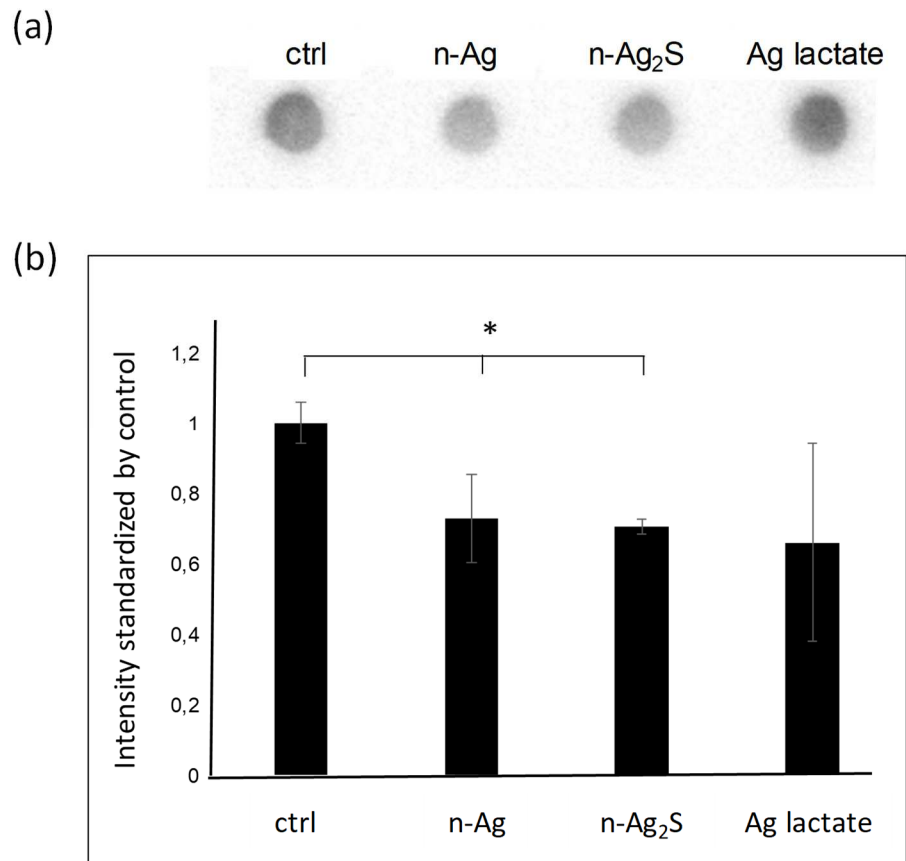 (a)
ctrl n-Ag n-Ag₂S Ag lactate
(b)
Intensity standardized by control
*
1,2
1
0,8
0,6
0,4
0,2
0
ctrl n-Ag n-Ag₂S Ag lactate